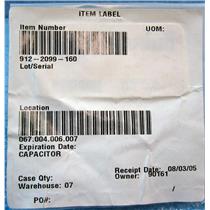 ITEM LABEL
Item Number UOM:
912-2099-160
Lot/Serial
Location
067.004.006.007
Expiration Date:
CAPACITOR
Receipt Date: 08/03/05
Case Qty: Owner: 90161
Warehouse: 07
PO#: /